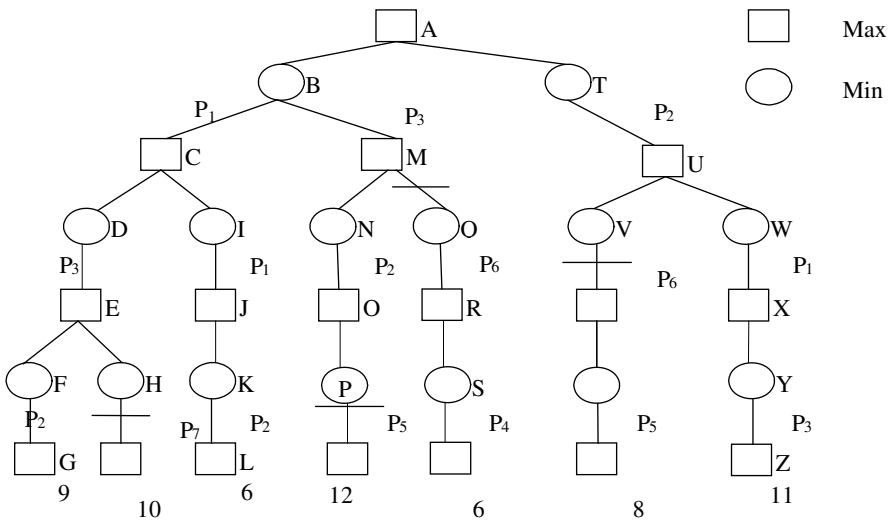 A
Max
B
T
Min
P₁
P₃
P₂
C
M
U
D
I
N
O
V
W
P₃
P₁
P₂
P₆
P₆
P₁
E
J
O
R
X
F
H
K
P
S
Y
P₂
P₇
P₂
P₅
P₄
P₅
P₃
G
L
Z
9
10
6
12
6
8
11